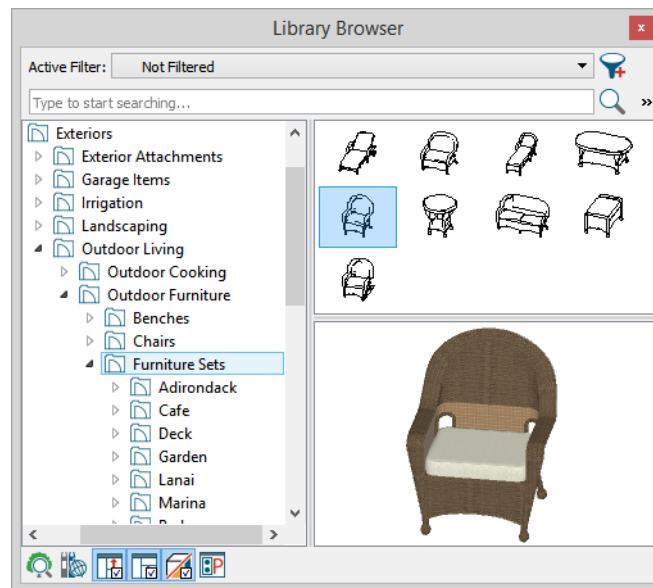 Library Browser
x
Active Filter: Not Filtered
Type to start searching...
»
Exteriors
Exterior Attachments
Garage Items
Irrigation
Landscaping
Outdoor Living
Outdoor Cooking
Outdoor Furniture
Benches
Chairs
Furniture Sets
Adirondack
Cafe
Deck
Garden
Lanai
Marina
P